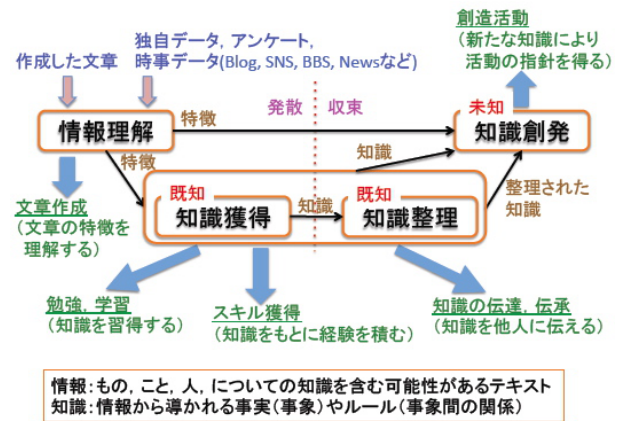 創造活動
(新たな知識により
活動の指針を得る)
作成した文章
独自データ, アンケート,
時事データ(Blog, SNS, BBS, Newsなど)
特徴
発散
収束
未知
情報理解
知識創発
特徴
知識
既知
知識獲得
知識
既知
知識整理
整理された
知識
文章作成
(文章の特徴を
理解する)
勉強, 学習
(知識を習得する)
スキル獲得
(知識をもとに経験を積む)
知識の伝達, 伝承
(知識を他人に伝える)
情報:もの, こと, 人, についての知識を含む可能性があるテキスト
知識:情報から導かれる事実(事象)やルール(事象間の関係)